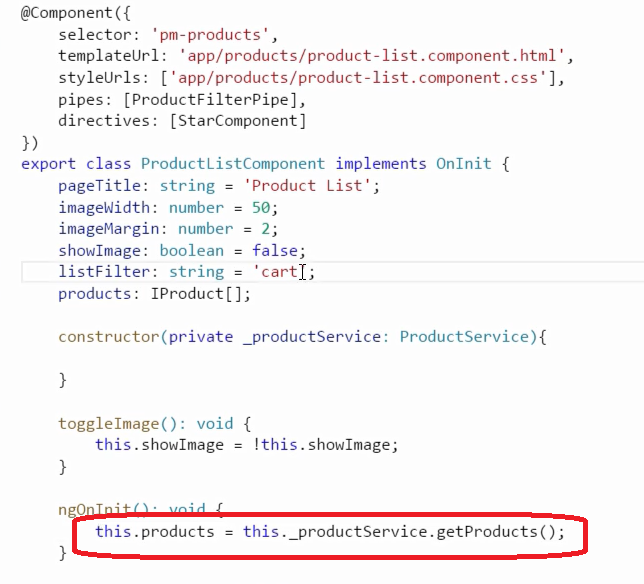 @Component({
    selector: 'pm-products',
    templateUrl: 'app/products/product-list.component.html',
    styleUrls: ['app/products/product-list.component.css'],
    pipes: [ProductFilterPipe],
    directives: [StarComponent]
})
export class ProductListComponent implements OnInit {
    pageTitle: string = 'Product List';
    imageWidth: number = 50;
    imageMargin: number = 2;
    showImage: boolean = false;
    listFilter: string = 'cart';
    products: IProduct[];
    constructor(private _productService: ProductService){
    }
    toggleImage(): void {
        this.showImage = !this.showImage;
    }
    ngOnInit(): void {
        this.products = this._productService.getProducts();
    }